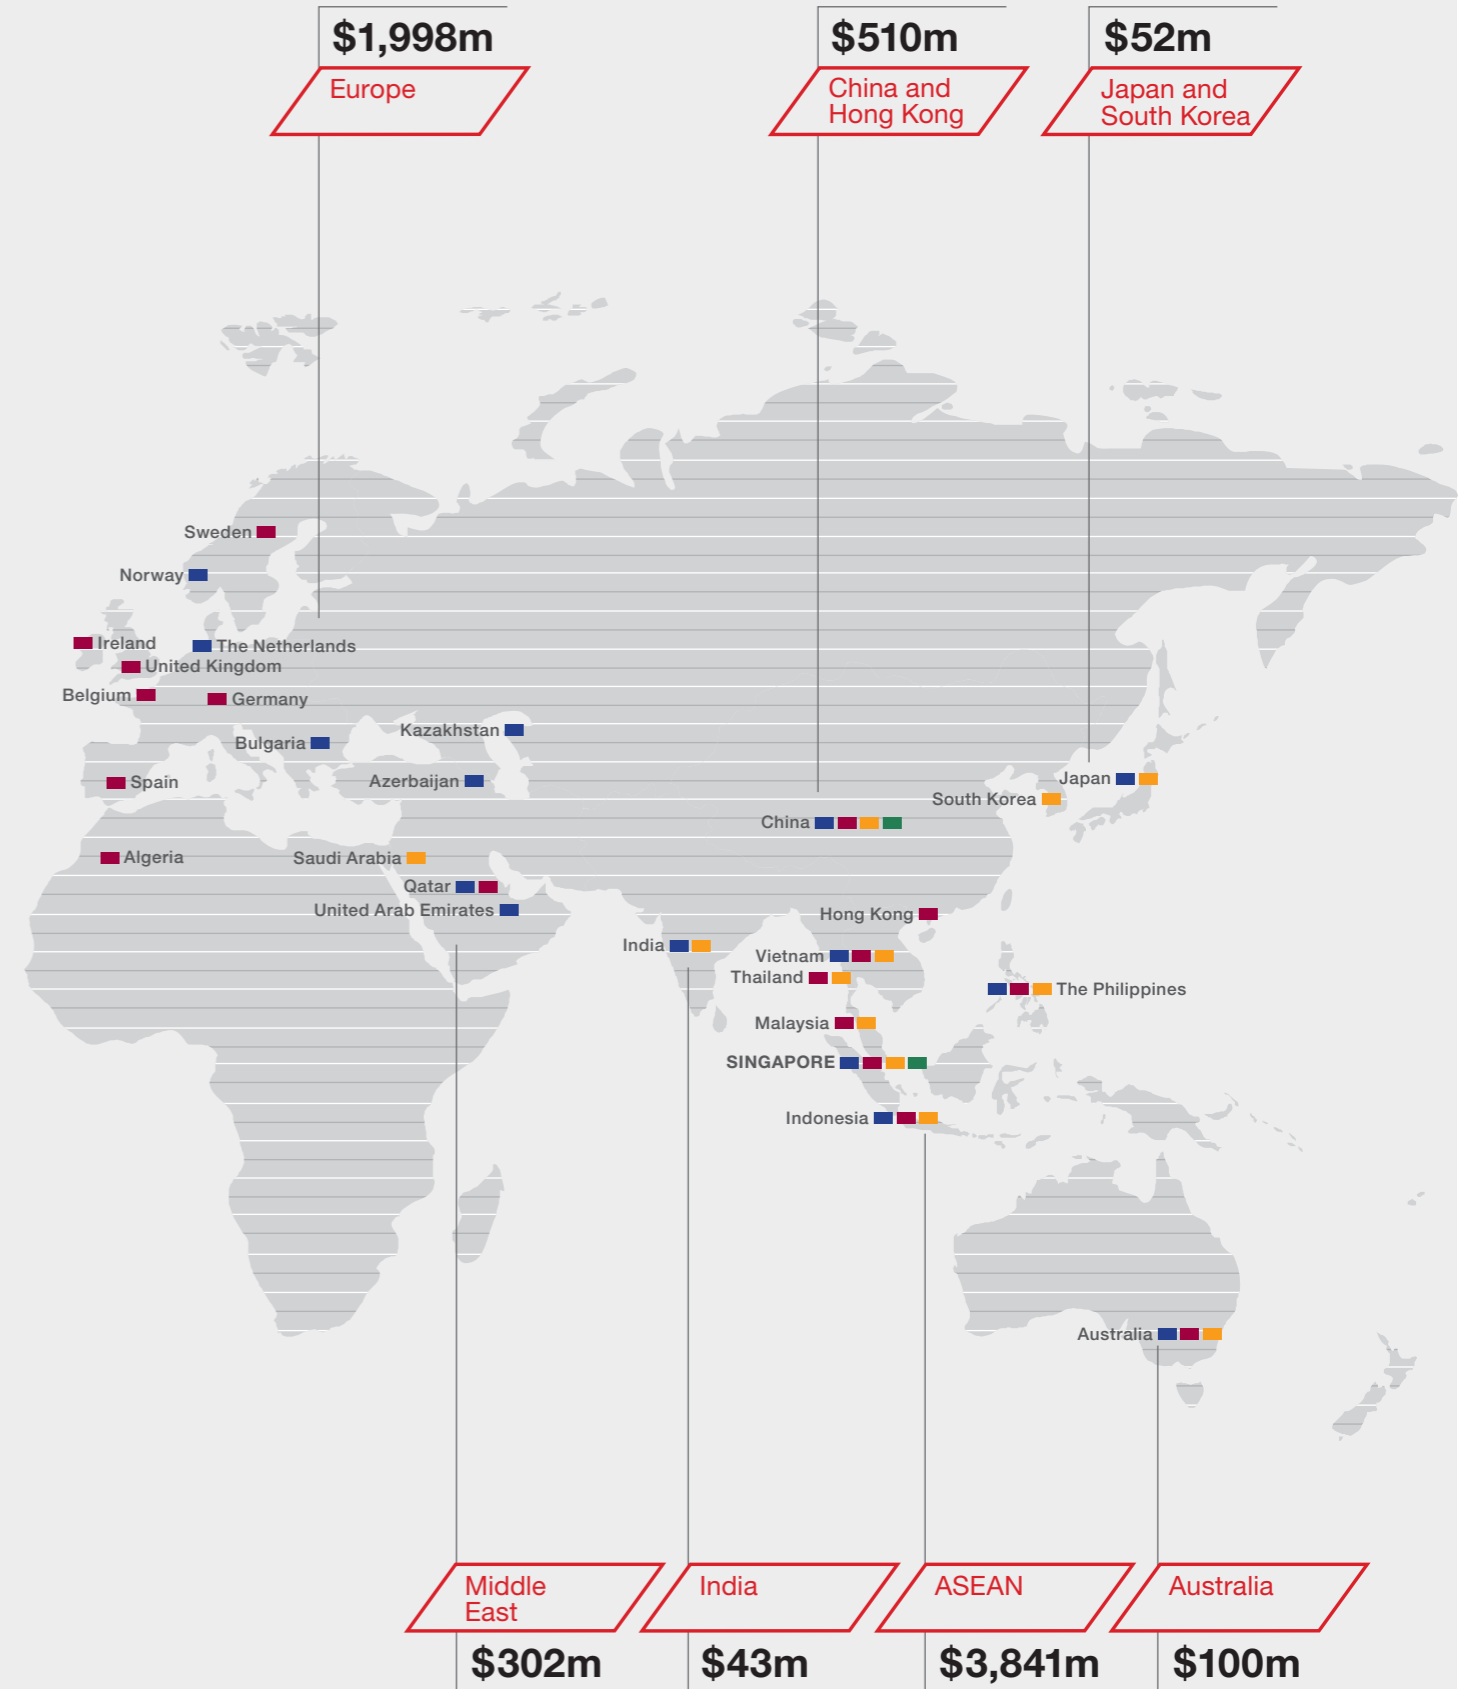 $1,998m
Europe
$510m
China and
Hong Kong
$52m
Japan and
South Korea
Sweden
Norway
Ireland
The Netherlands
United Kingdom
Belgium
Germany
Kazakhstan
Bulgaria
Azerbaijan
Spain
Japan
South Korea
China
Algeria
Saudi Arabia
Qatar
United Arab Emirates
Hong Kong
India
Vietnam
Thailand
The Philippines
Malaysia
SINGAPORE
Indonesia
Australia
Middle
East
$302m
India
$43m
ASEAN
$3,841m
Australia
$100m